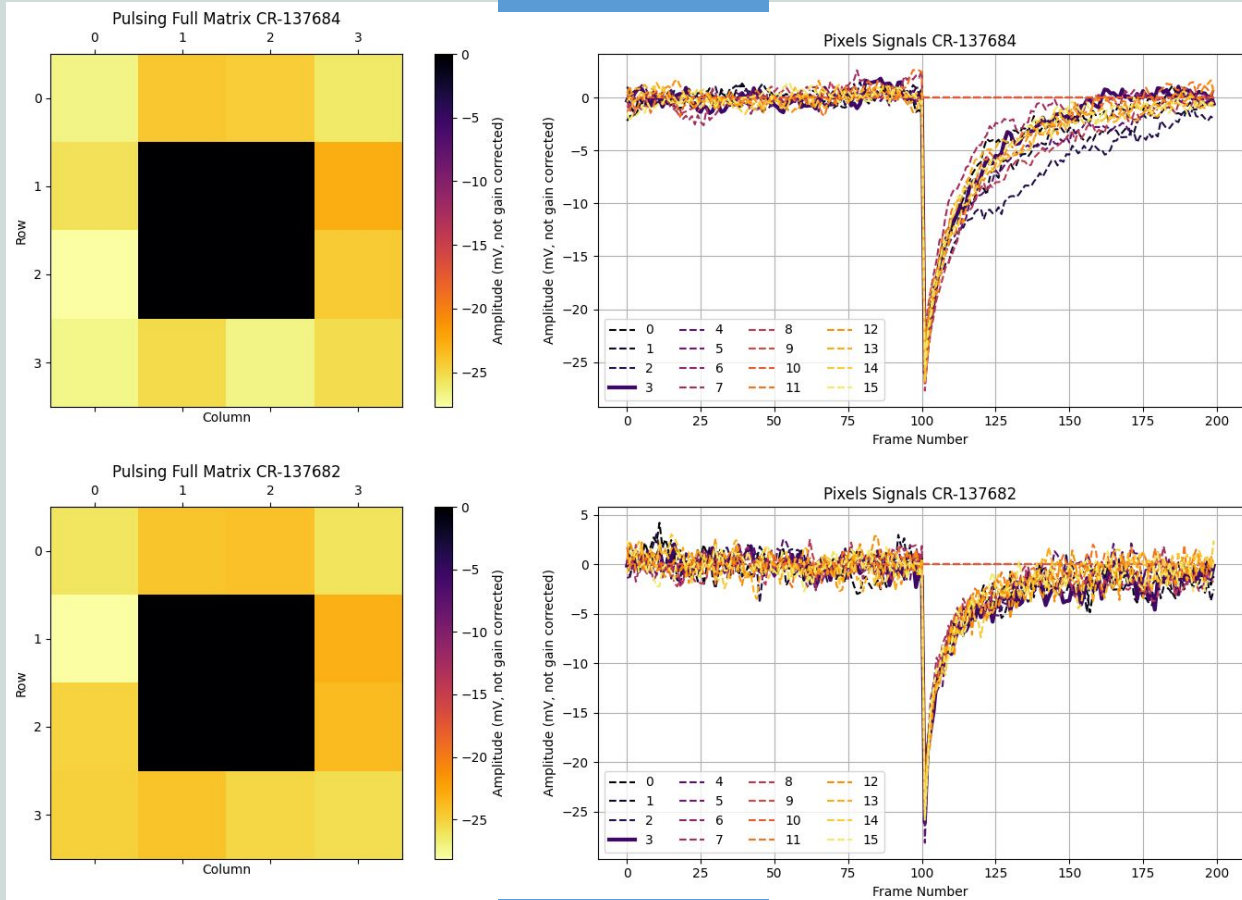 Pulsing Full Matrix CR-137684
0 1 2 3
0
1
2
3
Row
Column
0
−5
−10
−15
−20
−25
Amplitude (mV, not gain corrected)
Pixels Signals CR-137684
0
−5
−10
−15
−20
−25
Amplitude (mV, not gain corrected)
0 4 8 12
1 5 9 13
2 6 10 14
3 7 11 15
0 25 50 75 100 125 150 175 200
Frame Number
Pulsing Full Matrix CR-137682
0 1 2 3
0
1
2
3
Row
Column
0
−5
−10
−15
−20
−25
Amplitude (mV, not gain corrected)
Pixels Signals CR-137682
5
0
−5
−10
−15
−20
−25
Amplitude (mV, not gain corrected)
0 4 8 12
1 5 9 13
2 6 10 14
3 7 11 15
0 25 50 75 100 125 150 175 200
Frame Number